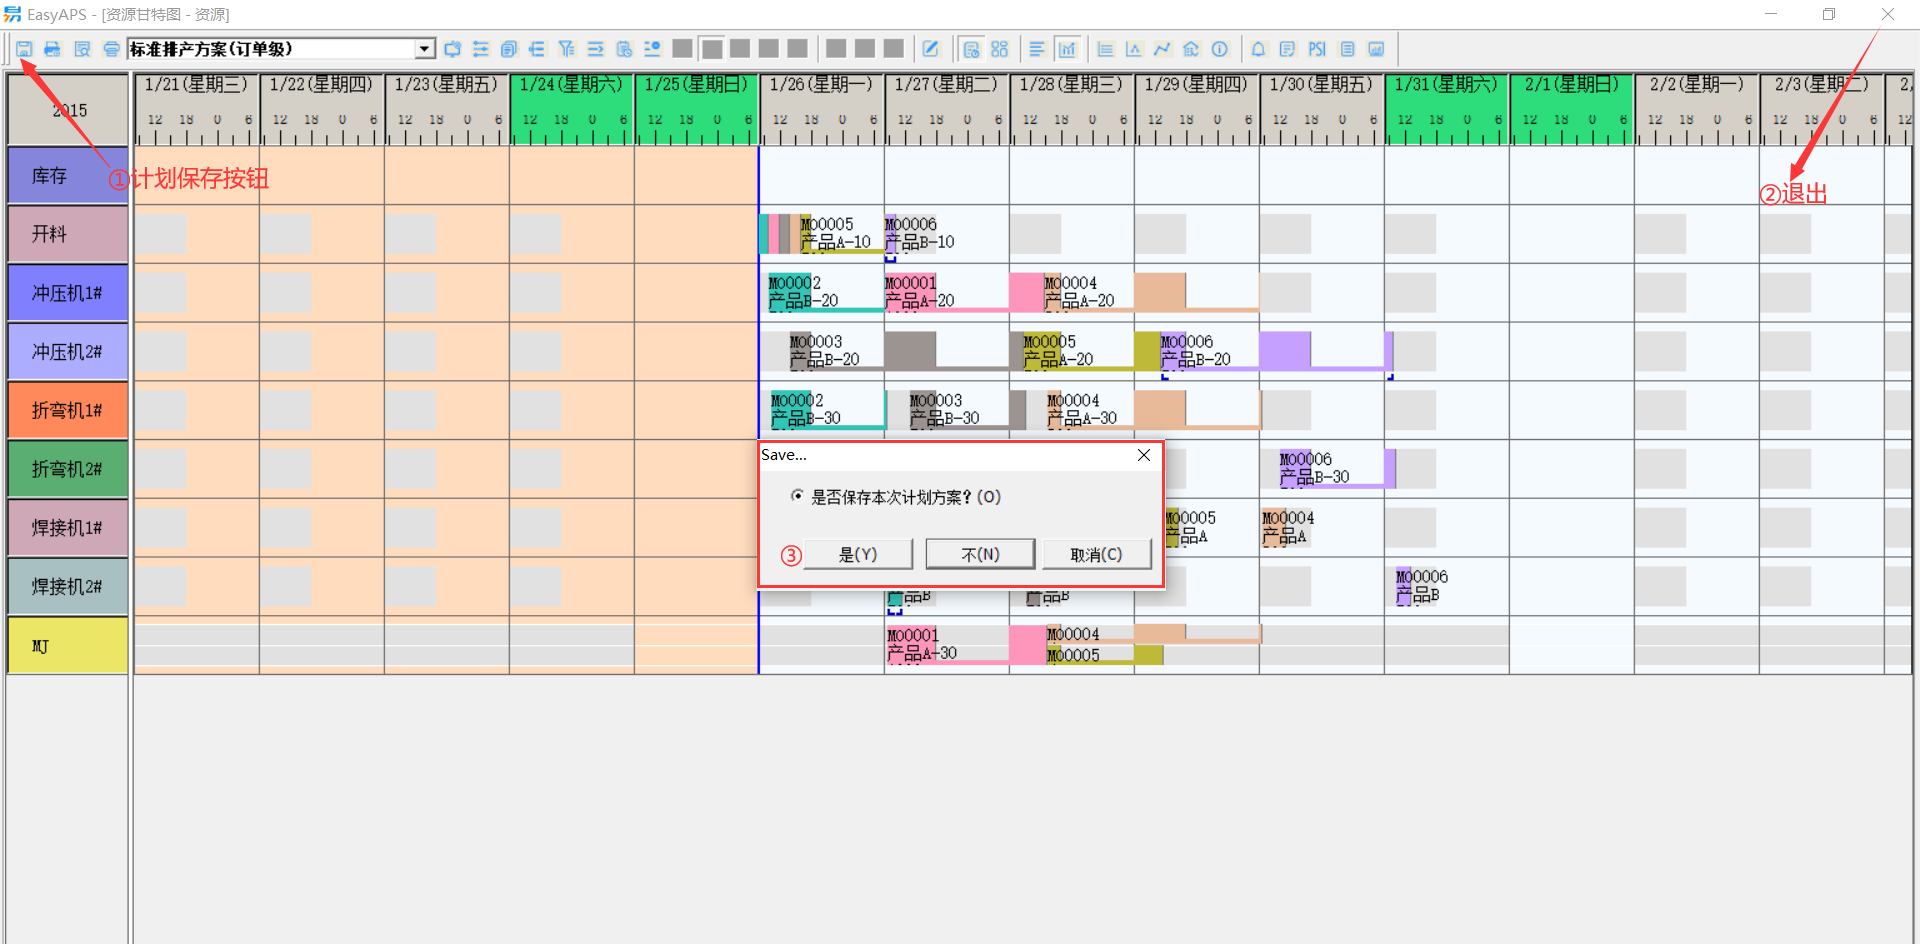 EasyAPS - [资源甘特图 - 资源]
标准排产方案(订单级)
PSI
2015
1/21(星期三) 1/22(星期四) 1/23(星期五) 1/24(星期六) 1/25(星期日) 1/26(星期一) 1/27(星期二) 1/28(星期三) 1/29(星期四) 1/30(星期五) 1/31(星期六) 2/1(星期日) 2/2(星期一) 2/3(星期二) 2/
12 18 0 6 12 18 0 6 12 18 0 6 12 18 0 6 12 18 0 6 12 18 0 6 12 18 0 6 12 18 0 6 12 18 0 6 12 18 0 6 12 18 0 6 12 18 0 6 12 18 0 6 12 18 0 6 12
库存
①计划保存按钮
②退出
开料
M00005 M00006
产品A-10 产品B-10
冲压机1#
M00002 M00001 M00004
产品B-20 产品A-20 产品A-20
冲压机2#
M00003 M00005 M00006
产品B-20 产品A-20 产品B-20
折弯机1#
M00002 M00003 M00004
产品B-30 产品B-30 产品A-30
折弯机2#
M00006
产品B-30
Save...
是否保存本次计划方案? (O)
③ 是(Y) 不(N) 取消(C)
焊接机1#
M00005 M00004
产品A 产品A
焊接机2#
M00006
产品B 产品B 产品B
MJ
M00001 M00004
产品A-30 M00005